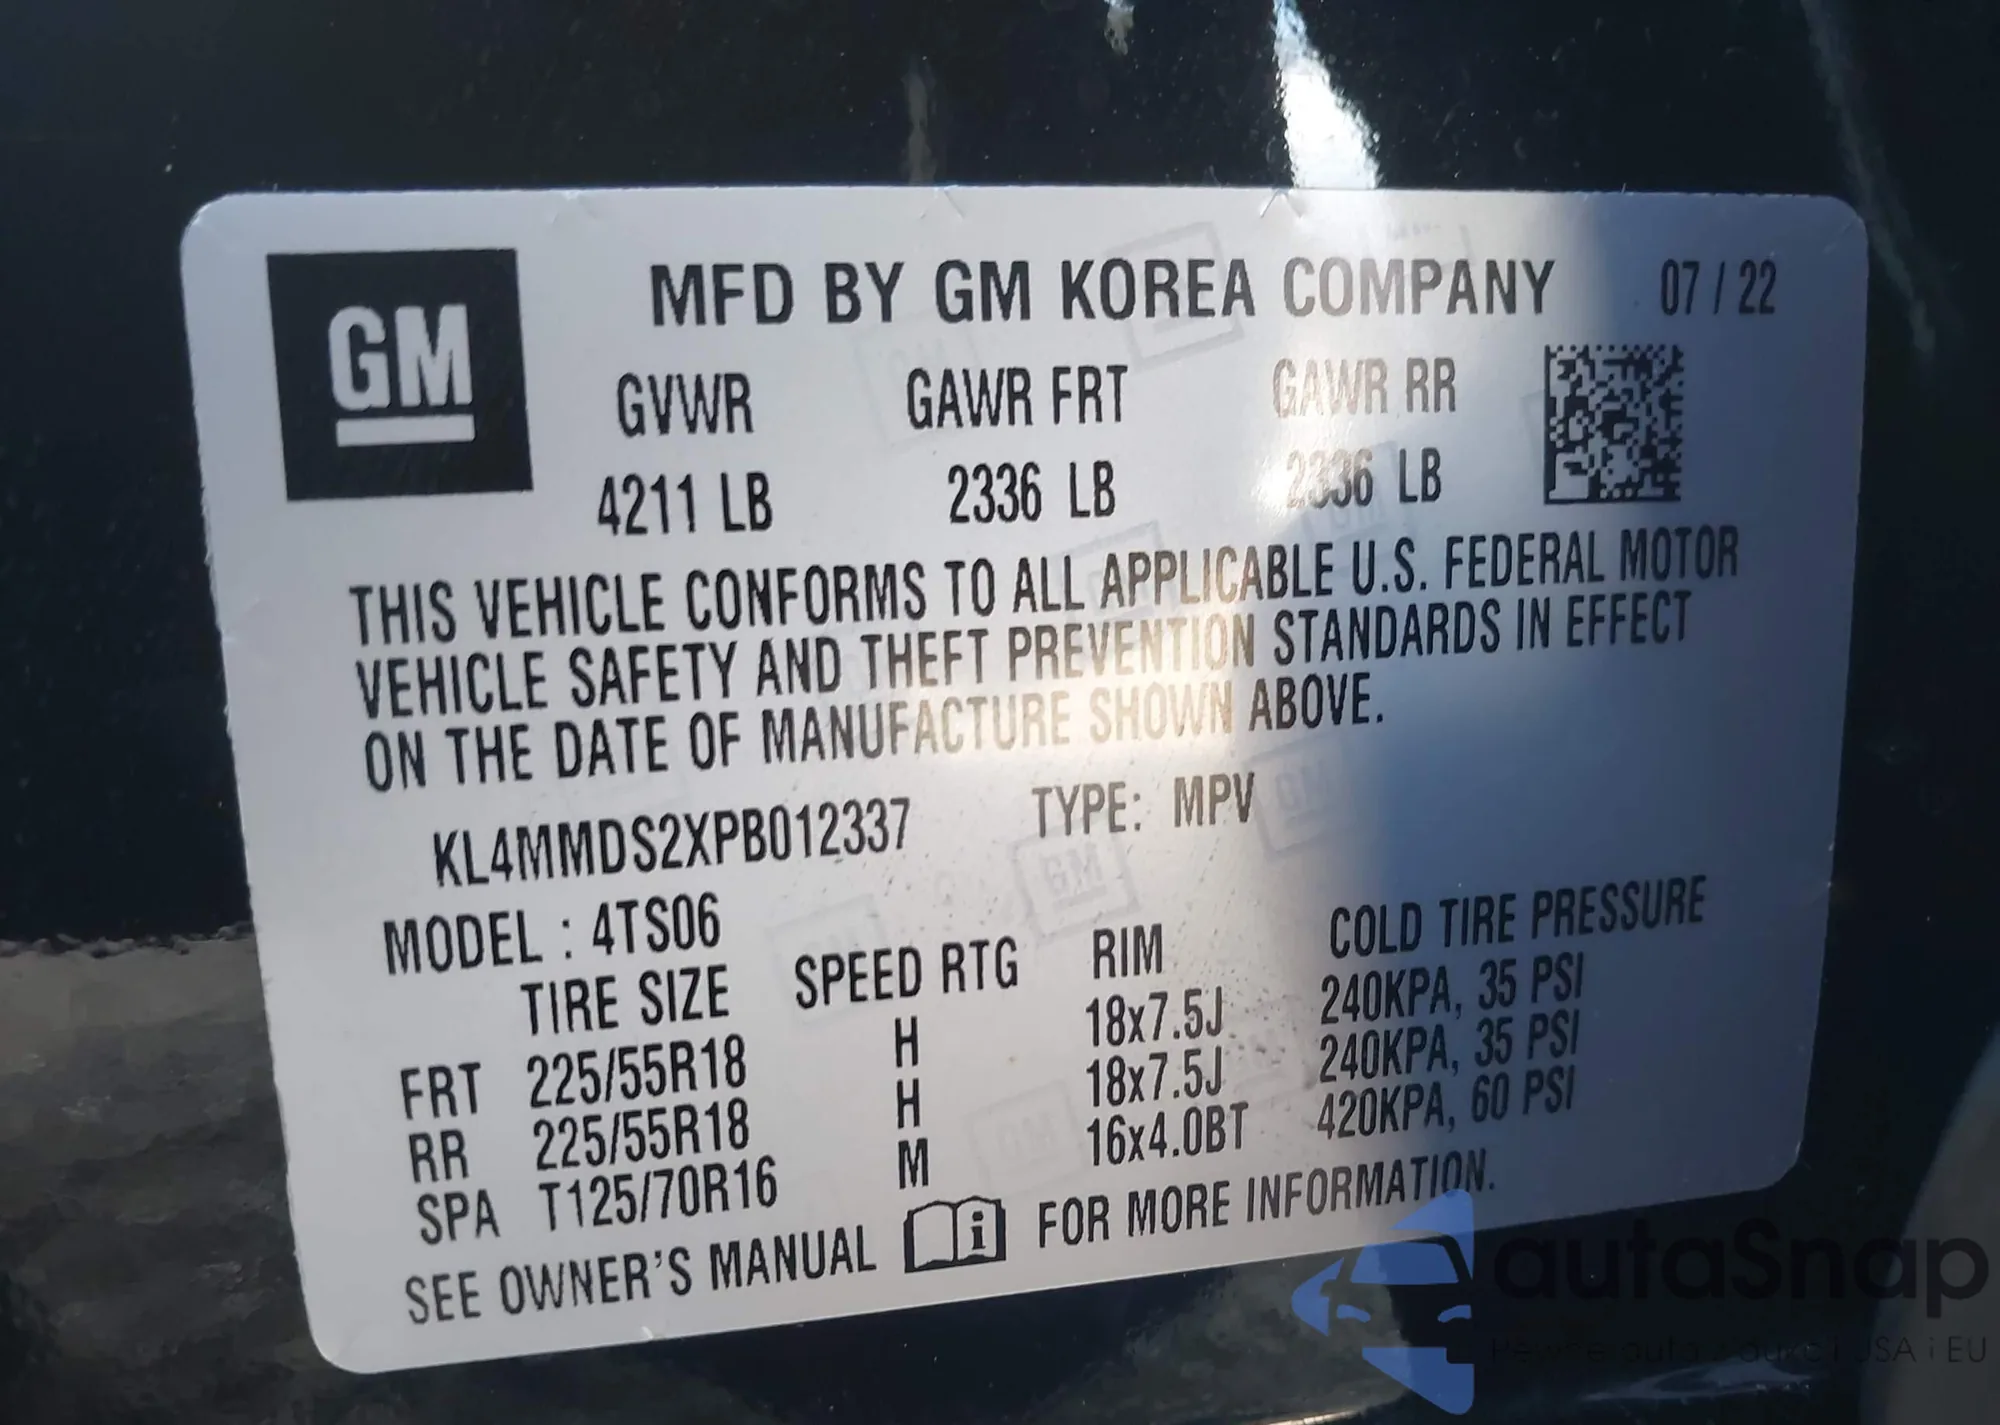 GM
MFD BY GM KOREA COMPANY 07 / 22
GVWR GAWR FRT GAWR RR
4211 LB 2336 LB 2336 LB
THIS VEHICLE CONFORMS TO ALL APPLICABLE U.S. FEDERAL MOTOR
VEHICLE SAFETY AND THEFT PREVENTION STANDARDS IN EFFECT
ON THE DATE OF MANUFACTURE SHOWN ABOVE.
KL4MMDS2XPB012337 TYPE: MPV
MODEL : 4TS06
TIRE SIZE SPEED RTG RIM COLD TIRE PRESSURE
FRT 225/55R18 H 18x7.5J 240KPA, 35 PSI
RR 225/55R18 H 18x7.5J 240KPA, 35 PSI
SPA T125/70R16 M 16x4.0BT 420KPA, 60 PSI
SEE OWNER'S MANUAL i FOR MORE INFORMATION.
autaSnap
USA i EU